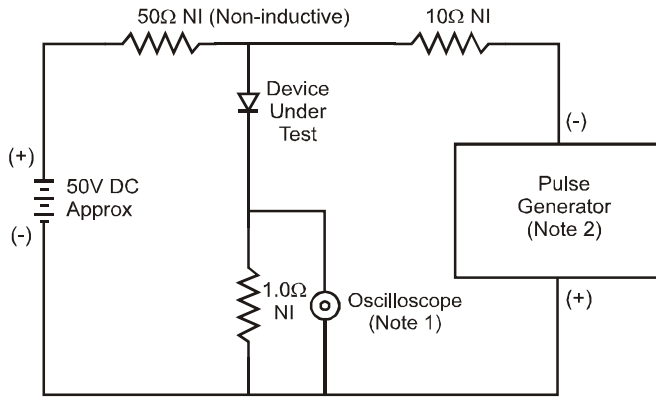 50Ω NI (Non-inductive)
10Ω NI
Device
Under
Test
(-)
(+)
50V DC
Approx
(-)
Pulse
Generator
(Note 2)
1.0Ω
NI
Oscilloscope
(Note 1)
(+)